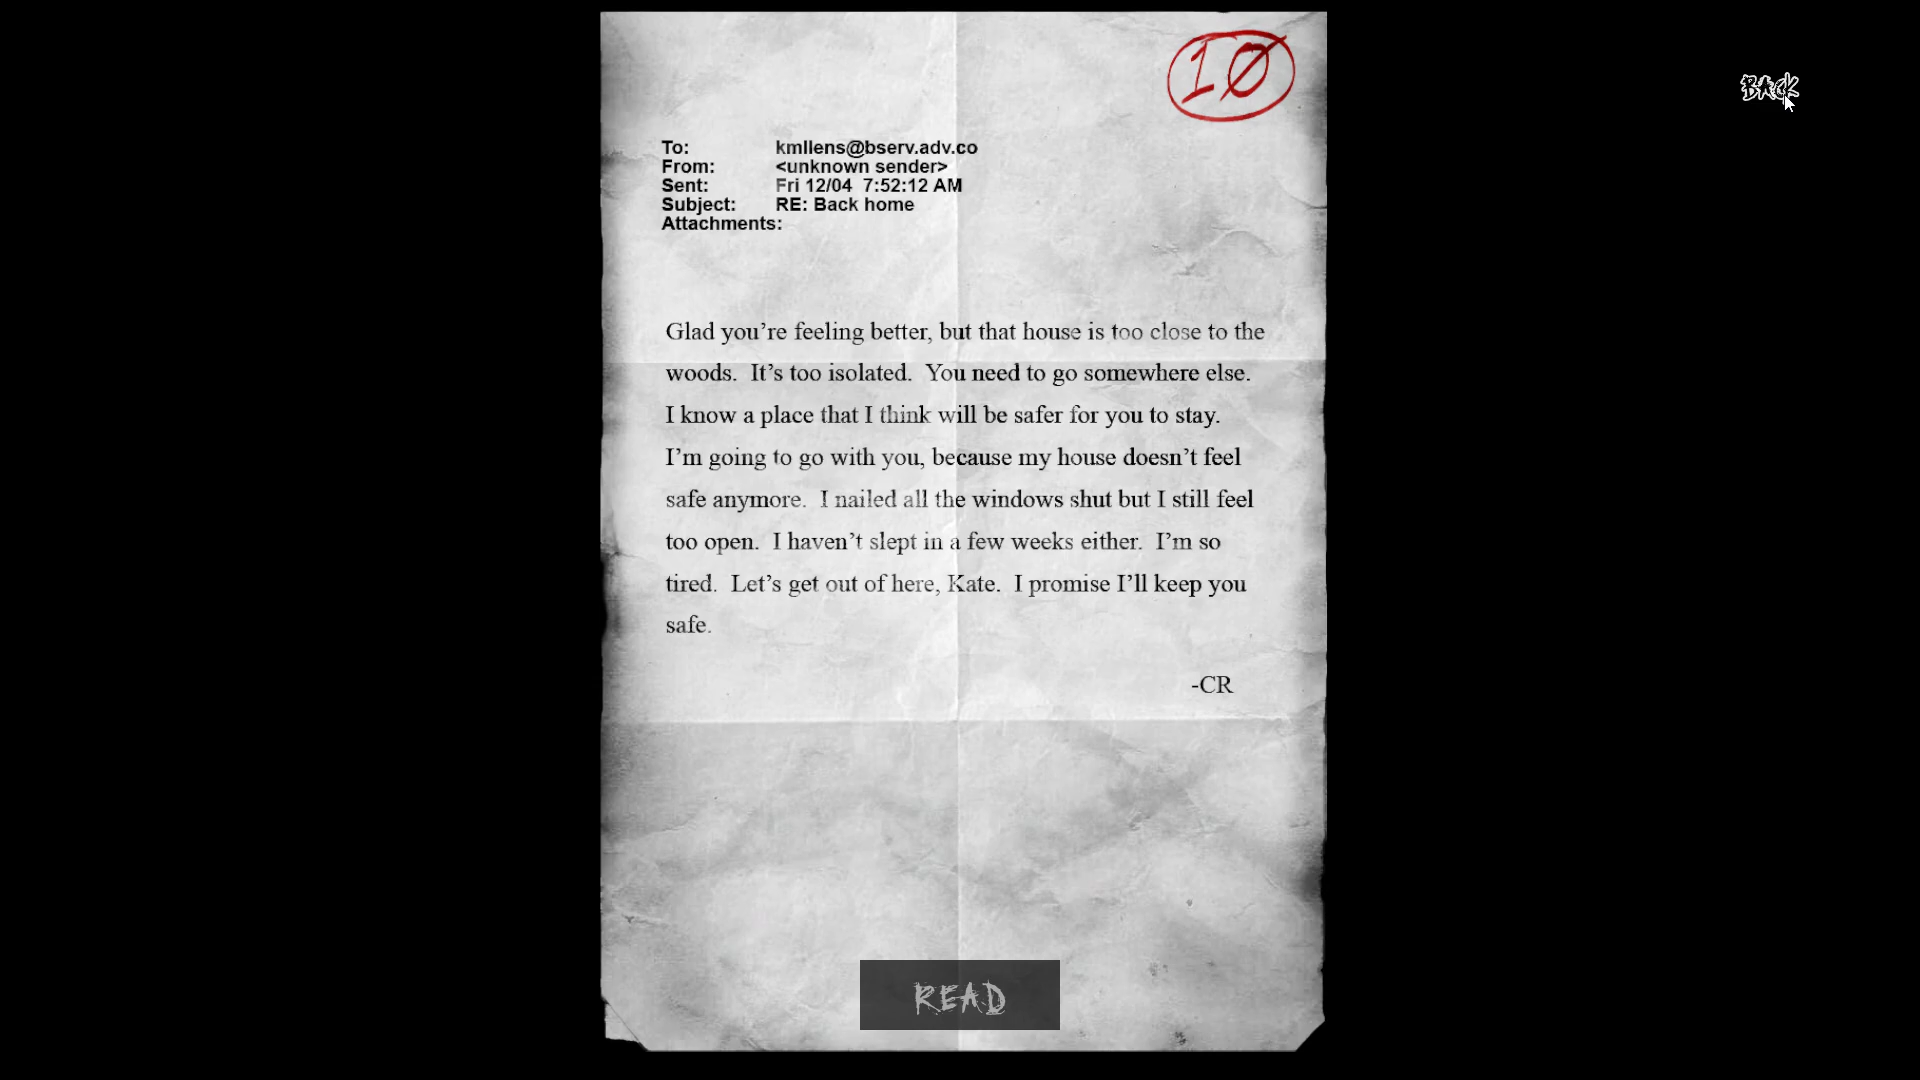 10
BACK
To: kmllens@bserv.adv.co
From: <unknown sender>
Sent: Fri 12/04 7:52:12 AM
Subject: RE: Back home
Attachments:
Glad you’re feeling better, but that house is too close to the
woods. It’s too isolated. You need to go somewhere else.
I know a place that I think will be safer for you to stay.
I’m going to go with you, because my house doesn’t feel
safe anymore. I nailed all the windows shut but I still feel
too open. I haven’t slept in a few weeks either. I’m so
tired. Let’s get out of here, Kate. I promise I’ll keep you
safe.
-CR
READ